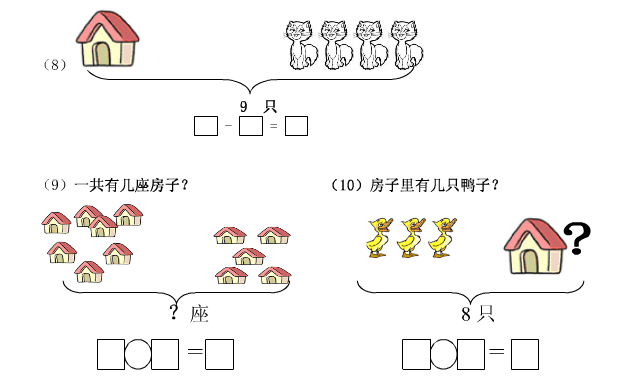 （8）
9 只
□ - □ = □
（9）一共有几座房子？
（10）房子里有几只鸭子？
?
? 座
8 只
□○□=□
□○□=□